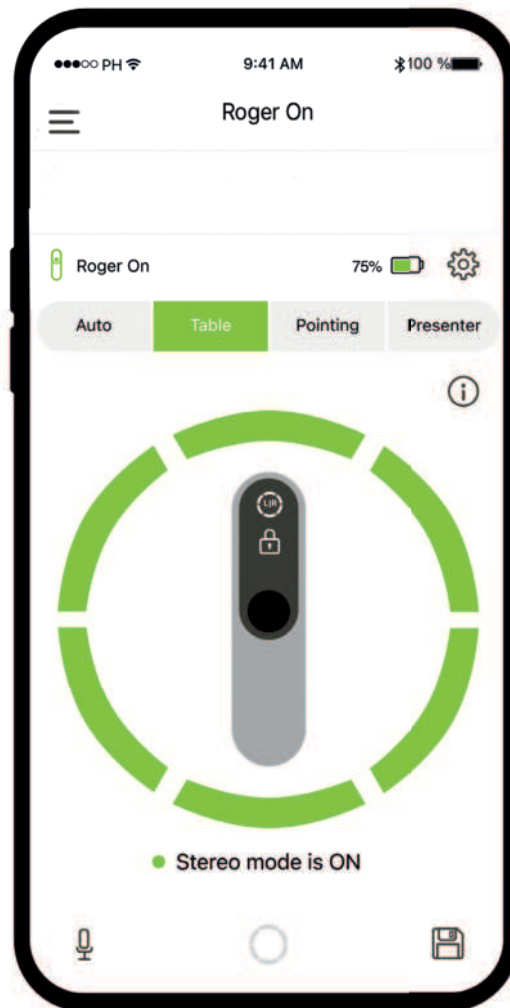 PH 9:41 AM 100 %
Roger On
Roger On 75%
Auto Table Pointing Presenter
L|R
Stereo mode is ON